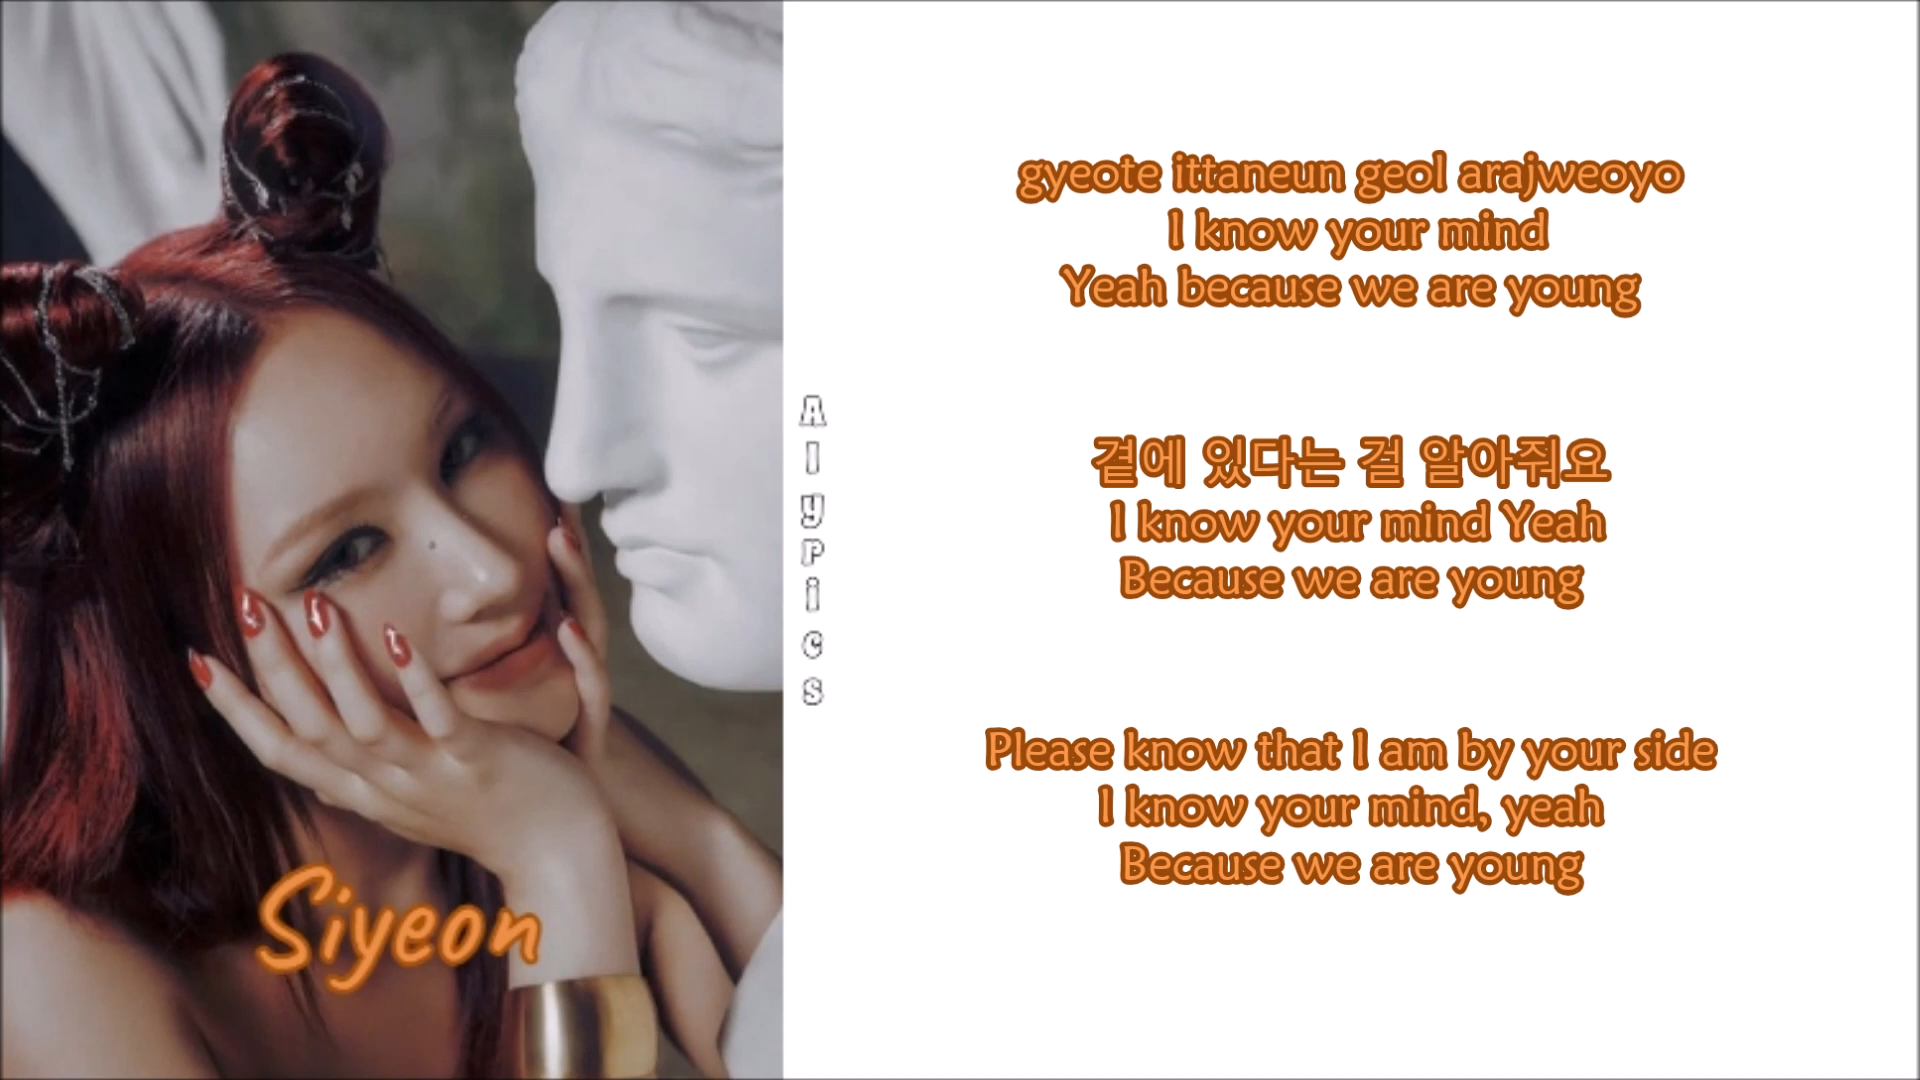 gyeote ittaneun geol arajweoyo
I know your mind
Yeah because we are young
곁에 있다는 걸 알아줘요
I know your mind Yeah
Because we are young
Please know that I am by your side
I know your mind, yeah
Because we are young
Alypics
Siyeon